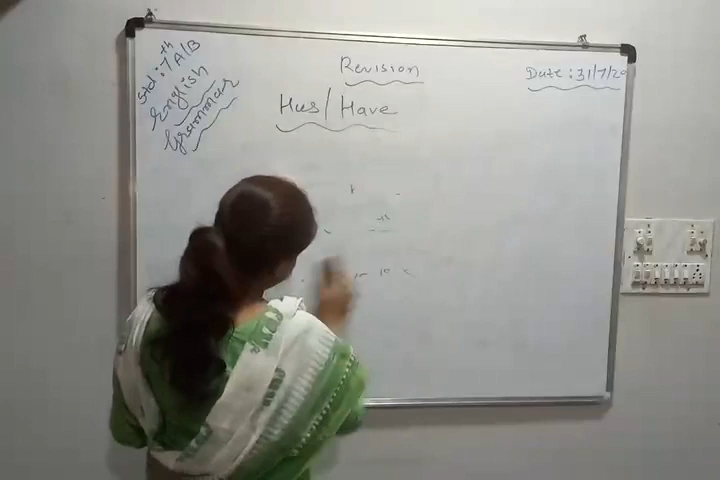 Std : 7th A/B
English
Grammar
Revision
Date : 31/7/20
Has/Have